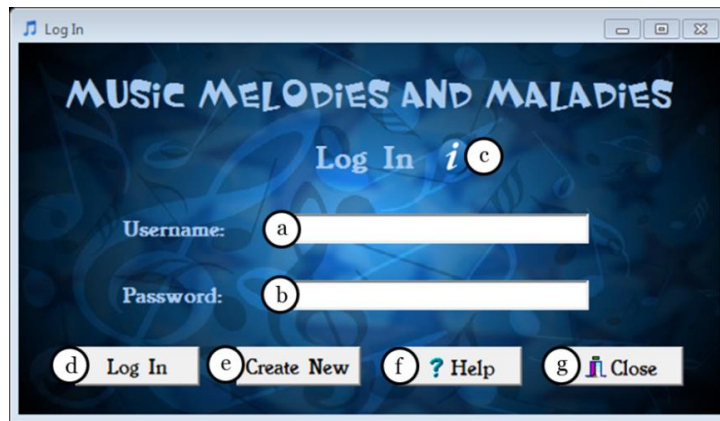 Log In
MUSiC MELODiES AND MALADiES
Log In i c
Username: a
Password: b
d Log In e Create New f ? Help g Close